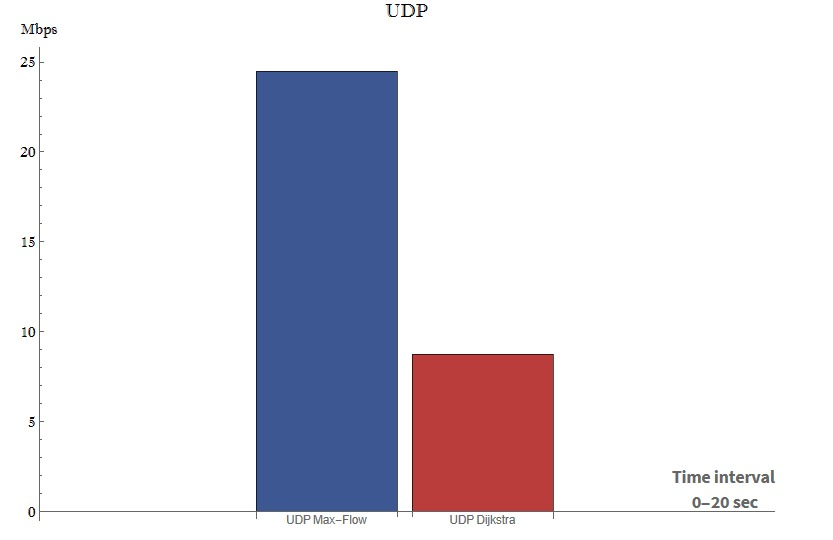 UDP
Mbps
25
20
15
10
5
0
UDP Max−Flow
UDP Dijkstra
Time interval
0−20 sec